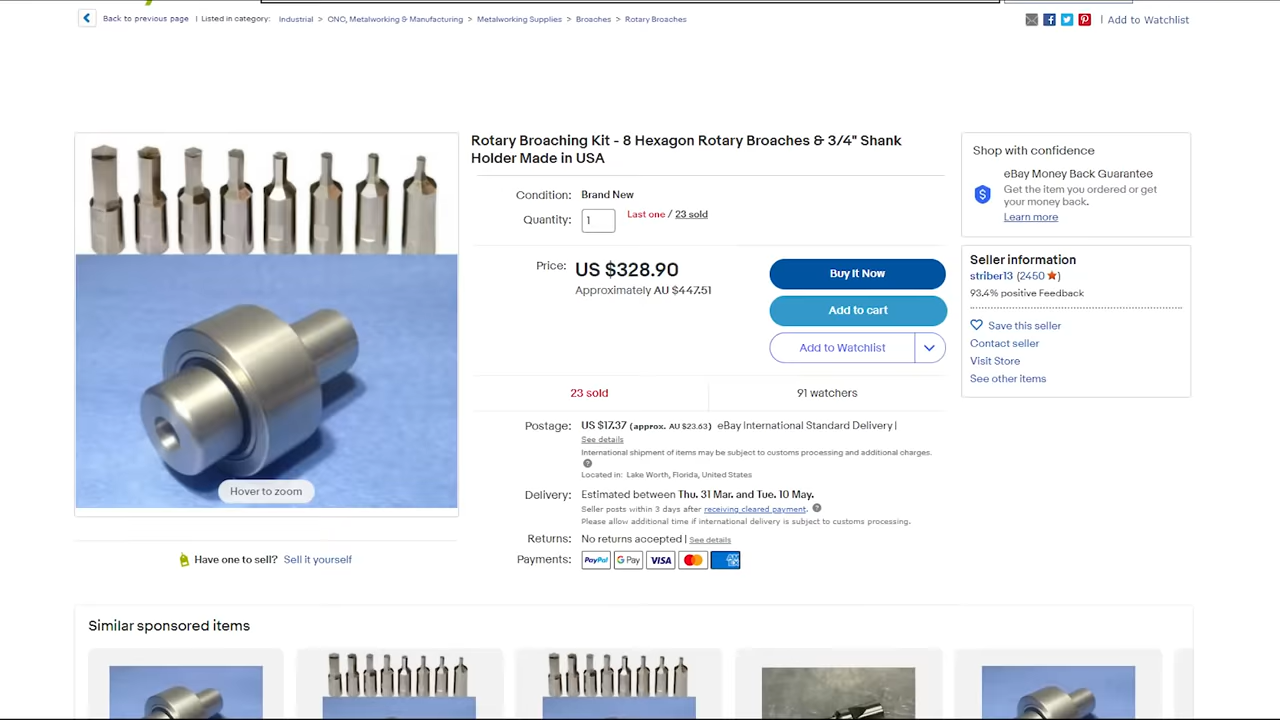 Back to previous page | Listed in category: Industrial > CNC, Metalworking & Manufacturing > Metalworking Supplies > Broaches > Rotary Broaches
| Add to Watchlist
Rotary Broaching Kit - 8 Hexagon Rotary Broaches & 3/4" Shank
Holder Made in USA
Condition: Brand New
Quantity: 1 Last one / 23 sold
Price: US $328.90
Approximately AU $447.51
Buy It Now
Add to cart
Add to Watchlist
23 sold
91 watchers
Postage: US $17.37 (approx. AU $23.63) eBay International Standard Delivery |
See details
International shipment of items may be subject to customs processing and additional charges.
?
Located in: Lake Worth, Florida, United States
Delivery: Estimated between Thu. 31 Mar. and Tue. 10 May.
Seller posts within 3 days after receiving cleared payment. ?
Please allow additional time if international delivery is subject to customs processing.
Returns: No returns accepted | See details
Payments: PayPal G Pay VISA
Hover to zoom
Have one to sell? Sell it yourself
Shop with confidence
eBay Money Back Guarantee
Get the item you ordered or get
your money back.
Learn more
Seller information
striber13 (2450)
93.4% positive Feedback
Save this seller
Contact seller
Visit Store
See other items
Similar sponsored items